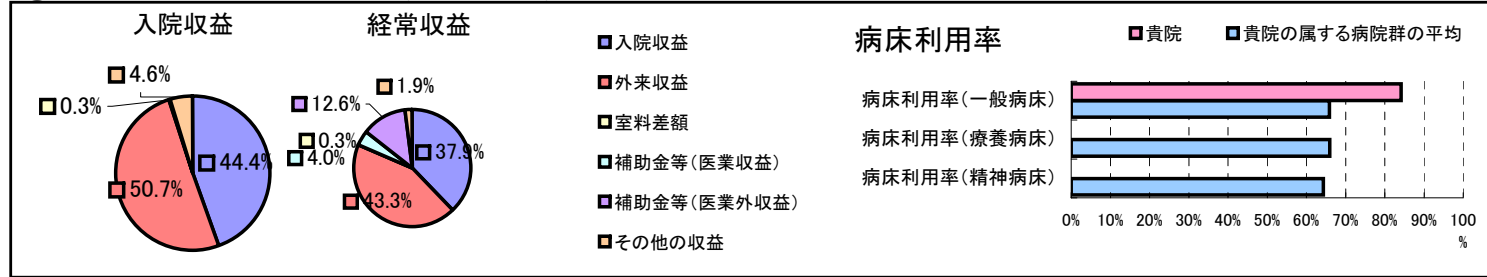 入院収益
4.6%
0.3%
44.4%
50.7%
経常収益
1.9%
12.6%
0.3%
4.0%
37.9%
43.3%
入院収益
外来収益
室料差額
補助金等(医業収益)
補助金等(医業外収益)
その他の収益
病床利用率
貴院
貴院の属する病院群の平均
病床利用率(一般病床)
病床利用率(療養病床)
病床利用率(精神病床)
0% 10% 20% 30% 40% 50% 60% 70% 80% 90% 100
%